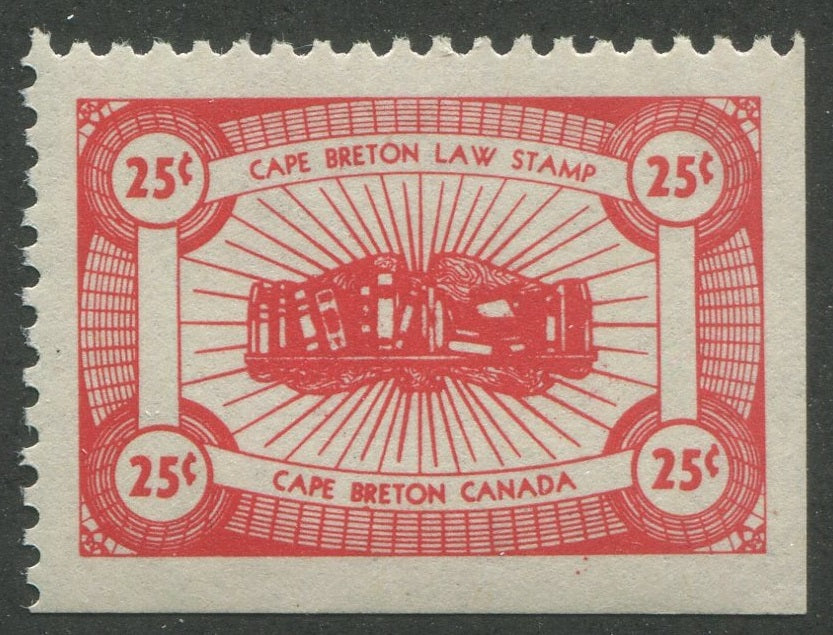 25¢ CAPE BRETON LAW STAMP 25¢
25¢ CAPE BRETON CANADA 25¢